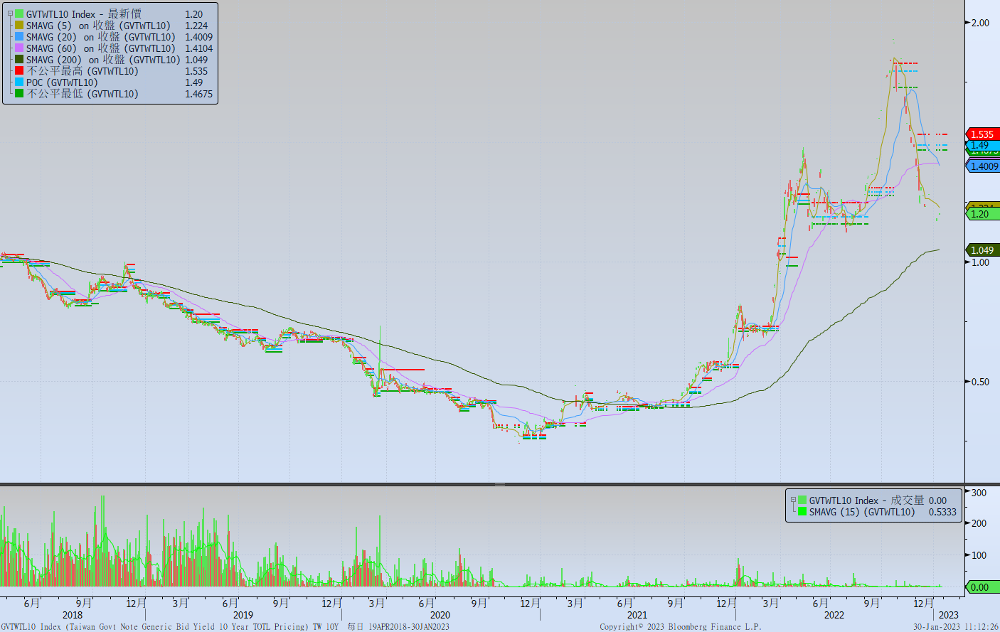 GVTWTL10 Index - 最新價 1.20
SMAVG (5) on 收盤 (GVTWTL10) 1.224
SMAVG (20) on 收盤 (GVTWTL10) 1.4009
SMAVG (60) on 收盤 (GVTWTL10) 1.4104
SMAVG (200) on 收盤 (GVTWTL10) 1.049
不公平最高 (GVTWTL10) 1.535
POC (GVTWTL10) 1.49
不公平最低 (GVTWTL10) 1.4675
2.00
1.535
1.49
1.4009
1.20
1.049
1.00
0.50
GVTWTL10 Index - 成交量 0.00
SMAVG (15) (GVTWTL10) 0.5333
300
200
100
0.00
6月 9月 12月 3月 6月 9月 12月 3月 6月 9月 12月 3月 6月 9月 12月 3月 6月 9月 12月
2018 2019 2020 2021 2022 2023
GVTWTL10 Index (Taiwan Govt Note Generic Bid Yield 10 Year TOTL Pricing) TW 10Y 每日 19APR2018-30JAN2023 Copyright© 2023 Bloomberg Finance L.P. 30-Jan-2023 11:12:26